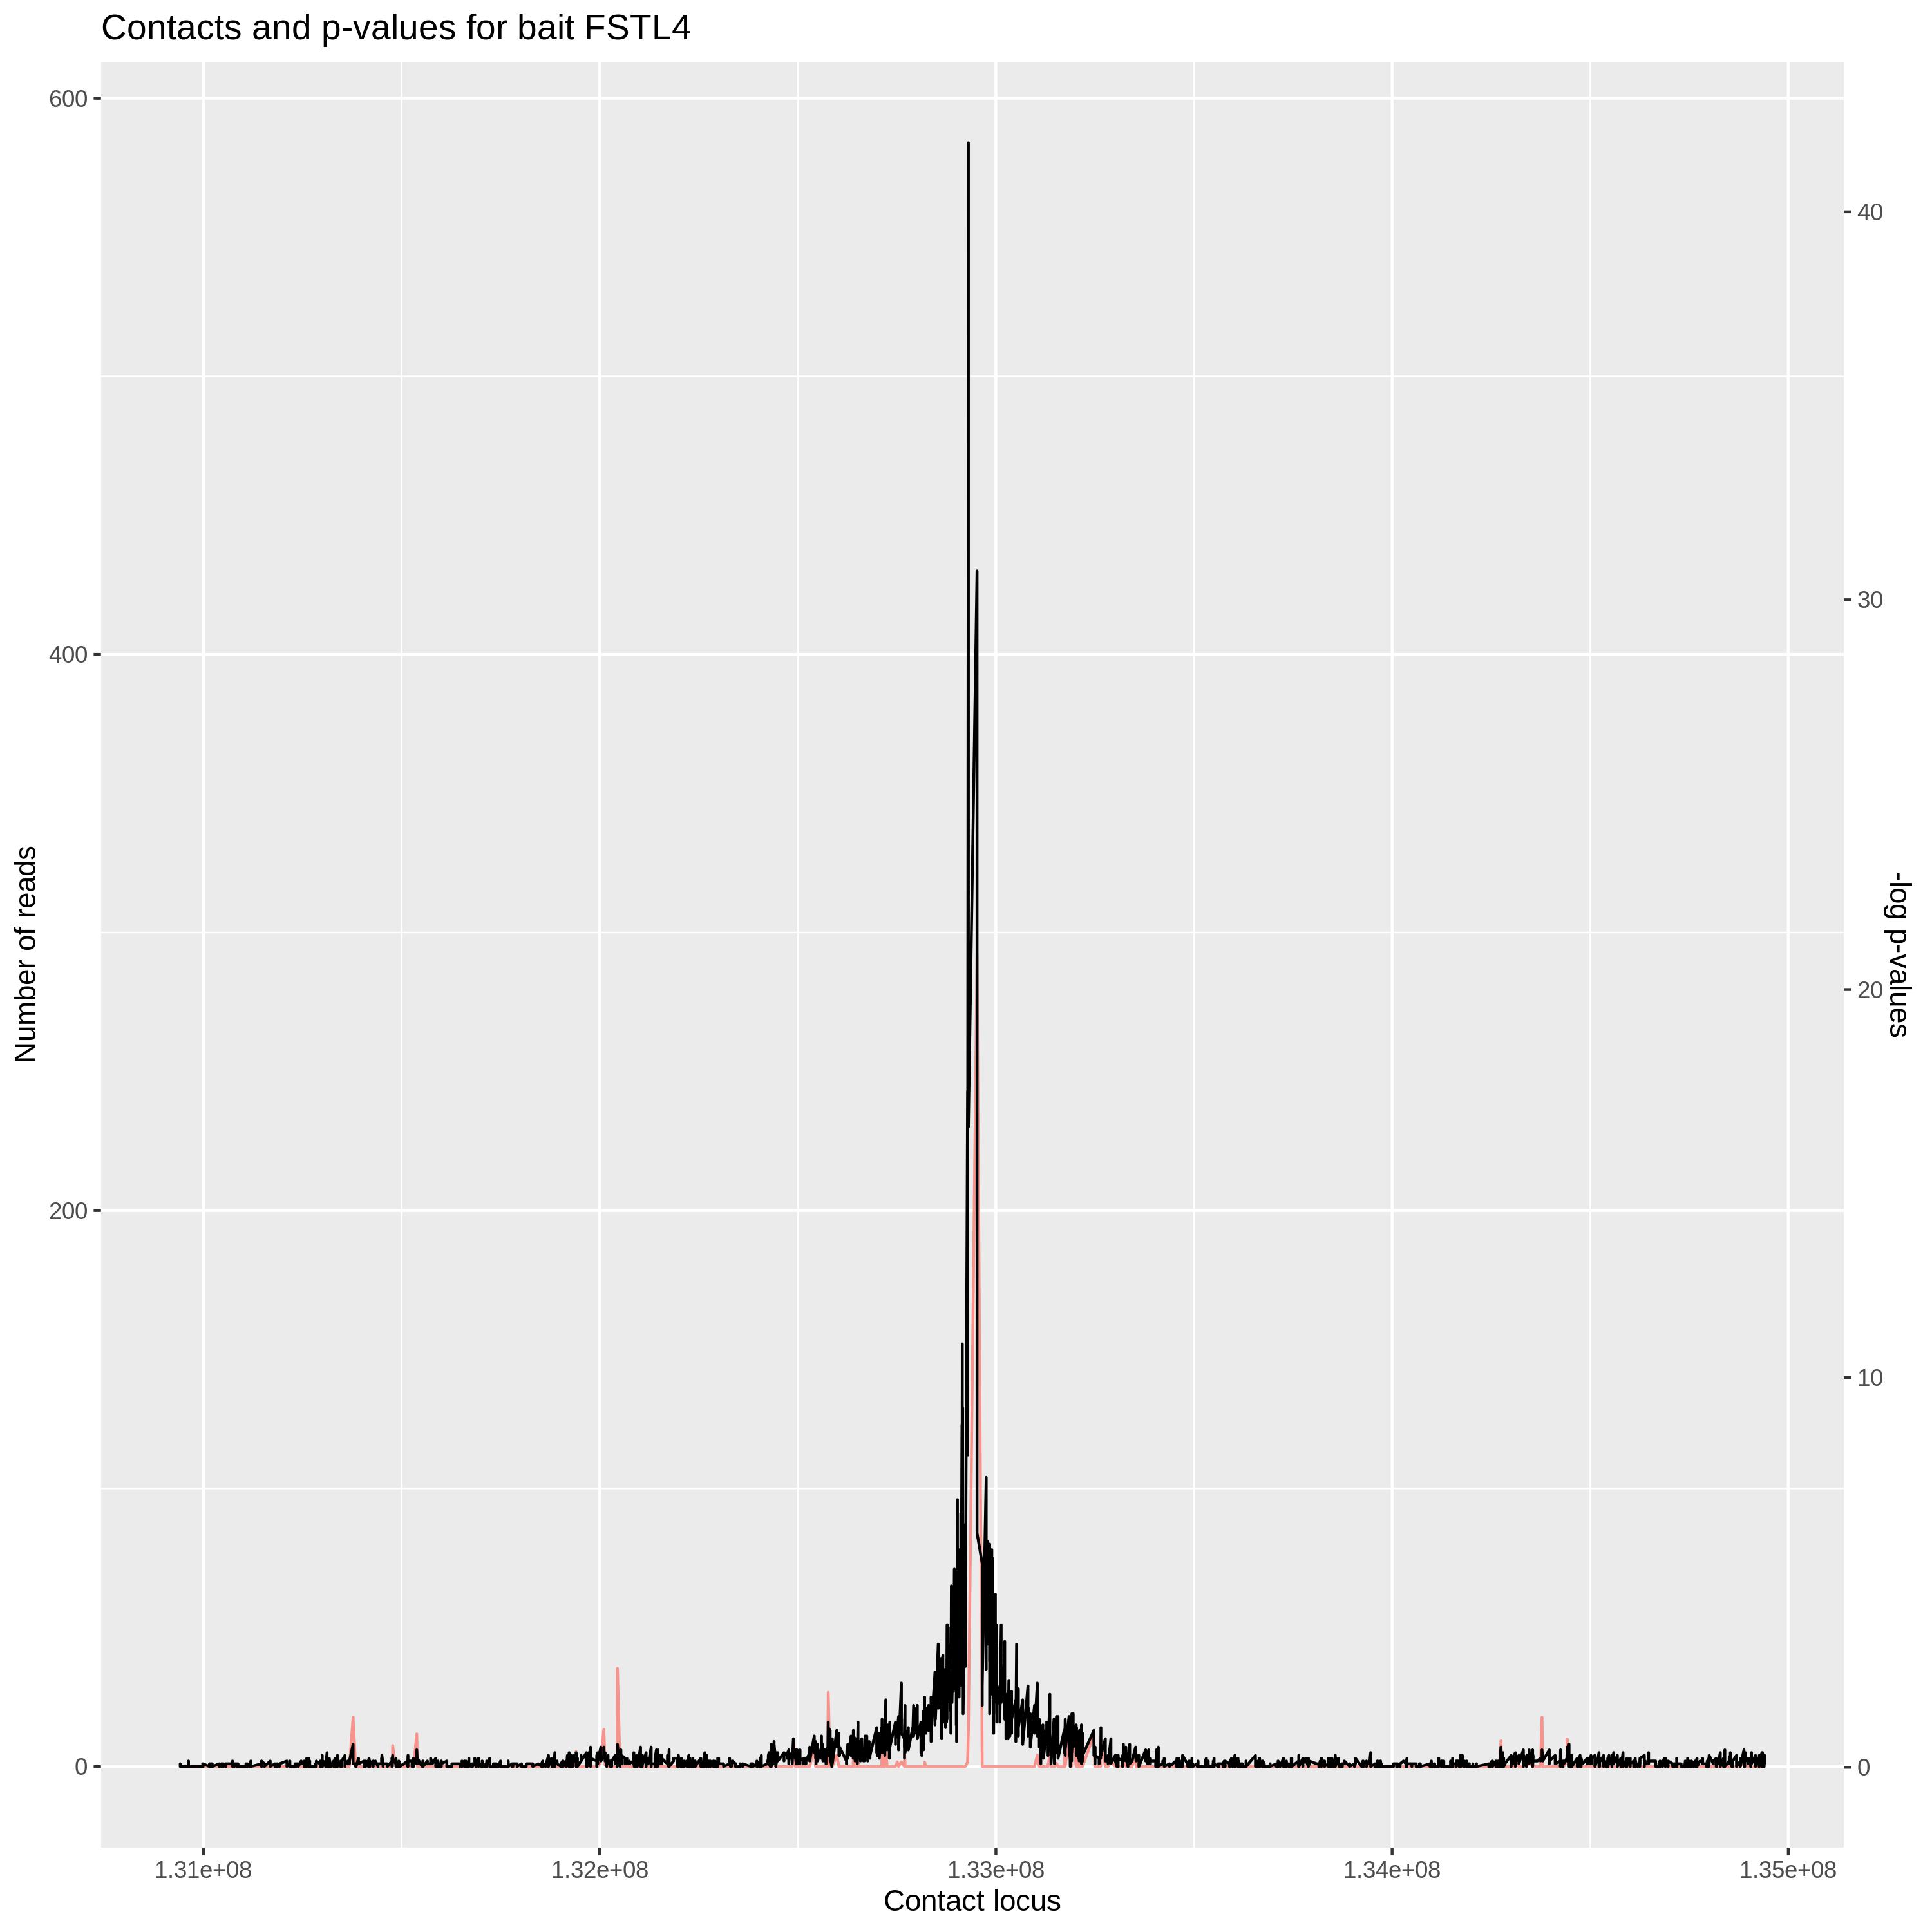 Contacts and p-values for bait FSTL4
600
400
200
0
Number of reads
40
30
20
10
0
-log p-values
1.31e+08
1.32e+08
1.33e+08
1.34e+08
1.35e+08
Contact locus